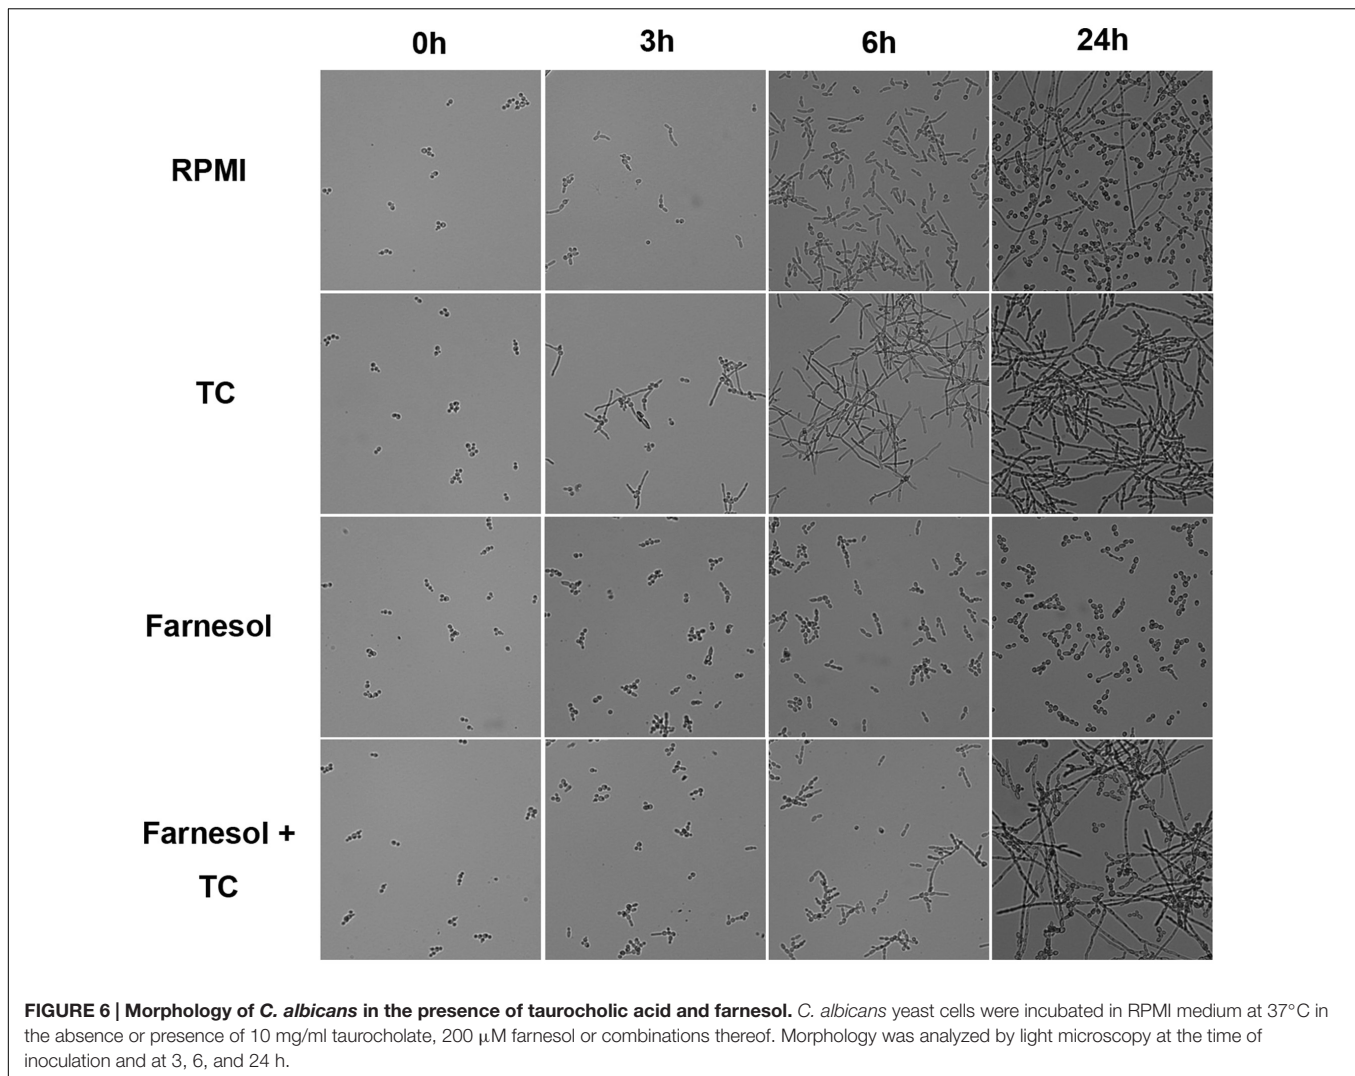 0h 3h 6h 24h
RPMI
TC
Farnesol
Farnesol +
TC
FIGURE 6 | Morphology of C. albicans in the presence of taurocholic acid and farnesol. C. albicans yeast cells were incubated in RPMI medium at 37°C in
the absence or presence of 10 mg/ml taurocholate, 200 μM farnesol or combinations thereof. Morphology was analyzed by light microscopy at the time of
inoculation and at 3, 6, and 24 h.